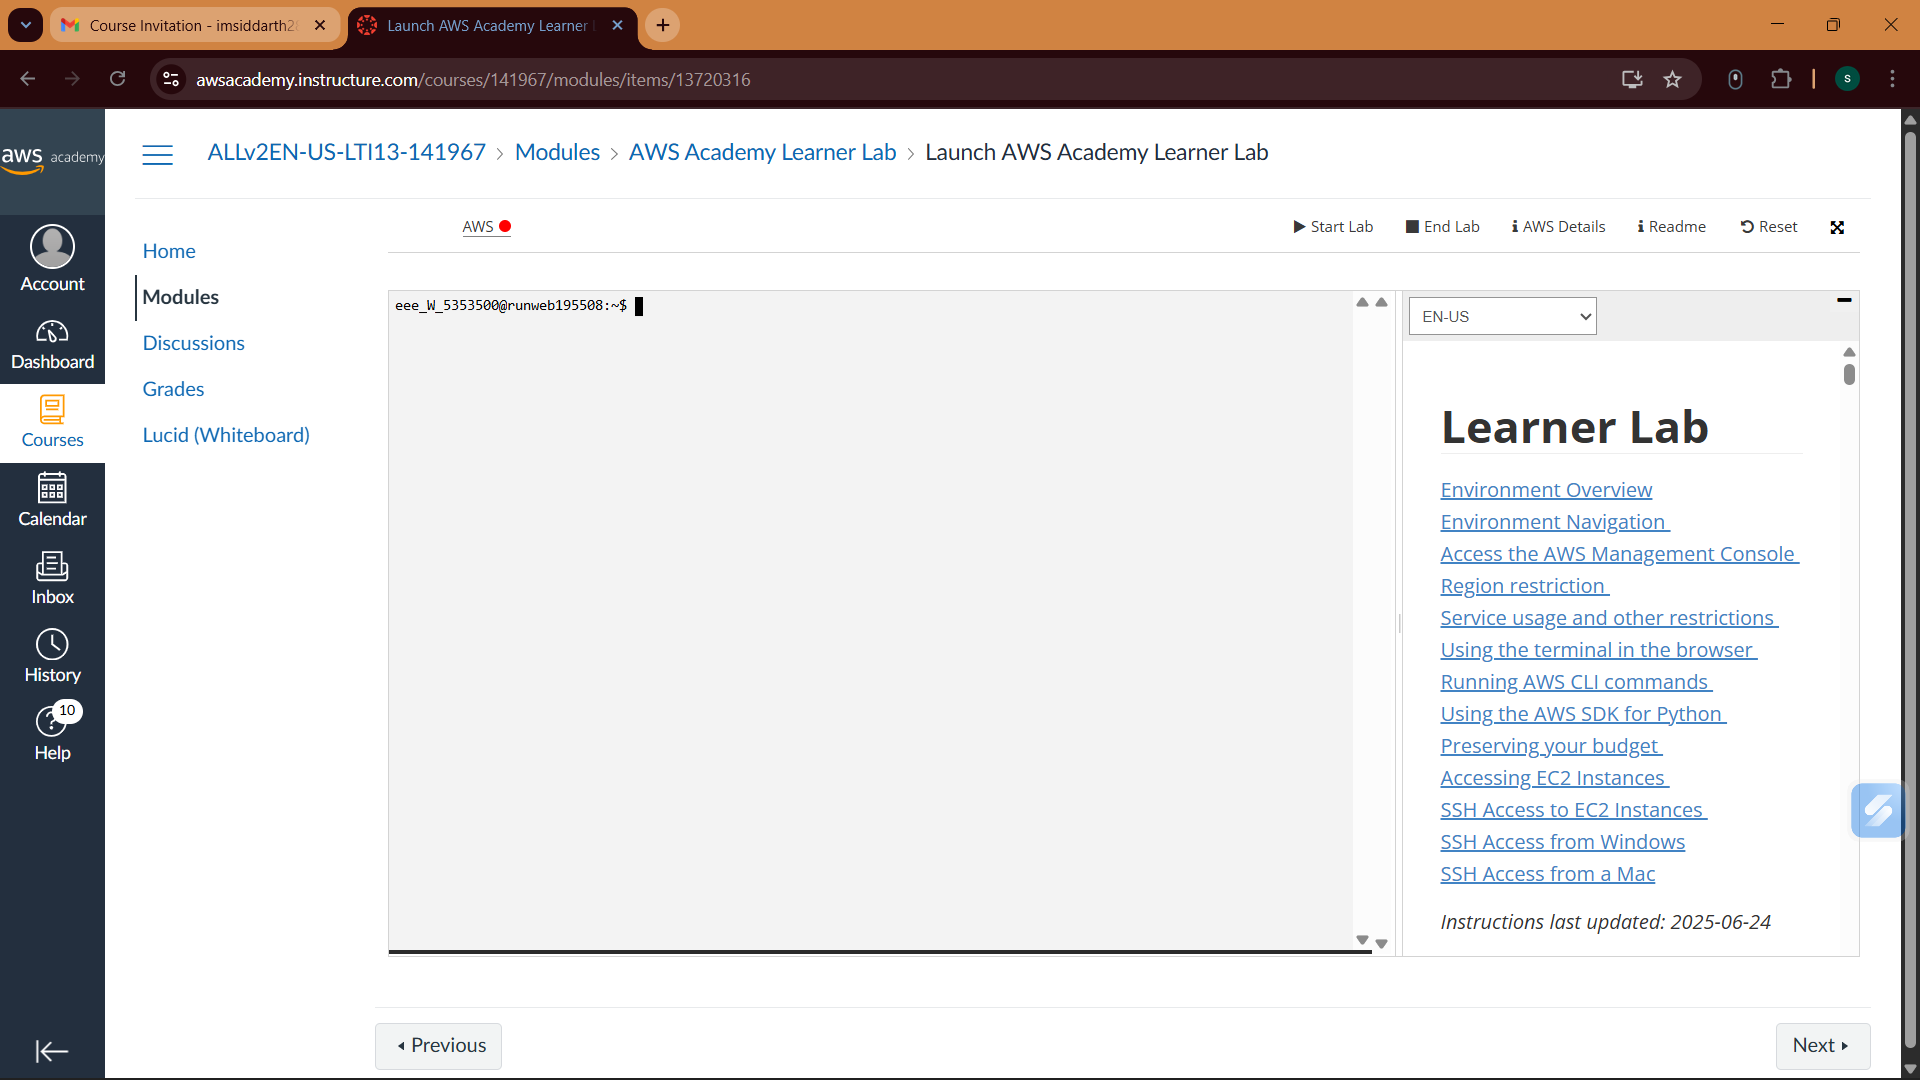 Course Invitation - imsiddarth2
Launch AWS Academy Learner
awsacademy.instructure.com/courses/141967/modules/items/13720316
s
aws academy
ALLv2EN-US-LTI13-141967 › Modules › AWS Academy Learner Lab › Launch AWS Academy Learner Lab
Account
Dashboard
Courses
Calendar
Inbox
History
10
Help
Home
Modules
Discussions
Grades
Lucid (Whiteboard)
AWS
Start Lab
End Lab
AWS Details
Readme
Reset
eee_W_5353500@runweb195508:~$
EN-US
Learner Lab
Environment Overview
Environment Navigation
Access the AWS Management Console
Region restriction
Service usage and other restrictions
Using the terminal in the browser
Running AWS CLI commands
Using the AWS SDK for Python
Preserving your budget
Accessing EC2 Instances
SSH Access to EC2 Instances
SSH Access from Windows
SSH Access from a Mac
Instructions last updated: 2025-06-24
Previous
Next